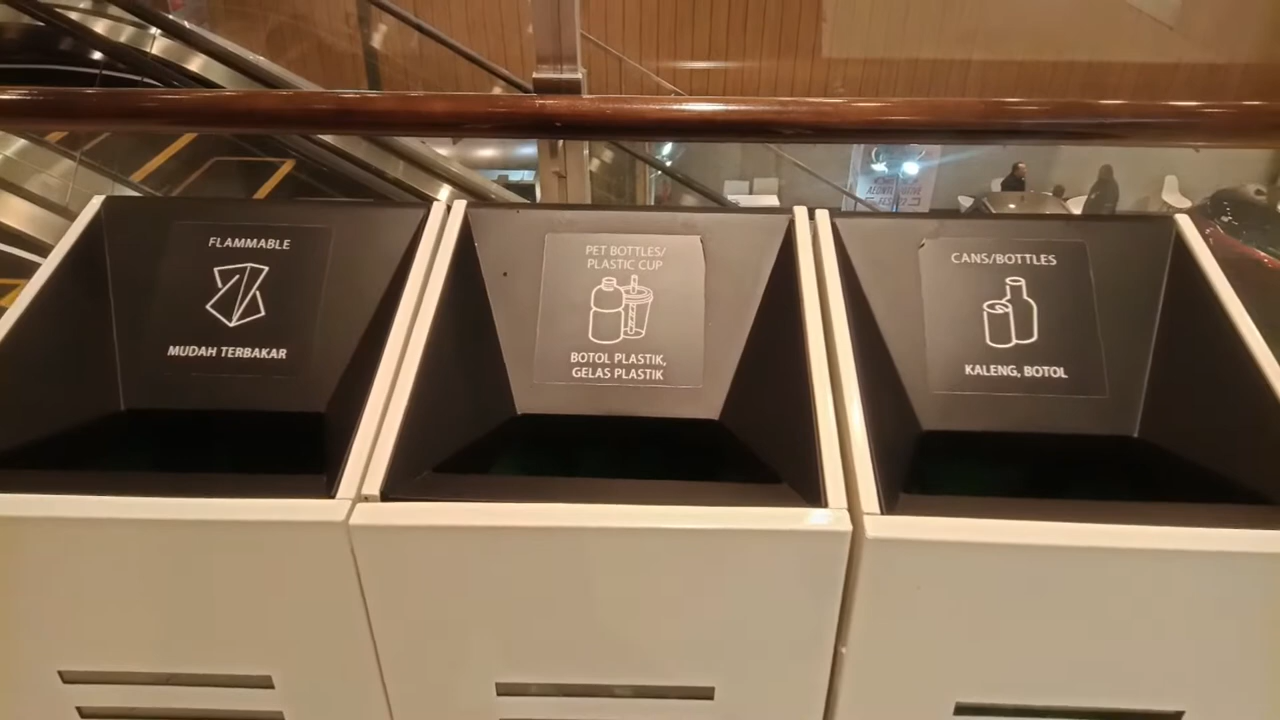 FLAMMABLE
MUDAH TERBAKAR
PET BOTTLES/
PLASTIC CUP
BOTOL PLASTIK,
GELAS PLASTIK
CANS/BOTTLES
KALENG, BOTOL